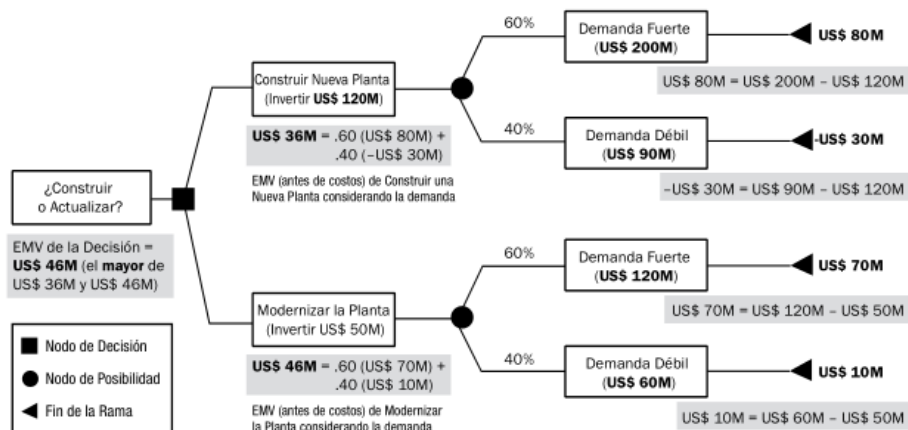 ¿Construir
o Actualizar?
EMV de la Decisión =
US$ 46M (el mayor de
US$ 36M y US$ 46M)
Nodo de Decisión
Nodo de Posibilidad
Fin de la Rama
Construir Nueva Planta
(Invertir US$ 120M)
US$ 36M = .60 (US$ 80M) +
.40 (–US$ 30M)
EMV (antes de costos) de Construir una
Nueva Planta considerando la demanda
60%
Demanda Fuerte
(US$ 200M)
US$ 80M
US$ 80M = US$ 200M – US$ 120M
40%
Demanda Débil
(US$ 90M)
-US$ 30M
–US$ 30M = US$ 90M – US$ 120M
Modernizar la Planta
(Invertir US$ 50M)
US$ 46M = .60 (US$ 70M) +
.40 (US$ 10M)
EMV (antes de costos) de Modernizar
la Planta considerando la demanda
60%
Demanda Fuerte
(US$ 120M)
US$ 70M
US$ 70M = US$ 120M – US$ 50M
40%
Demanda Débil
(US$ 60M)
US$ 10M
US$ 10M = US$ 60M – US$ 50M